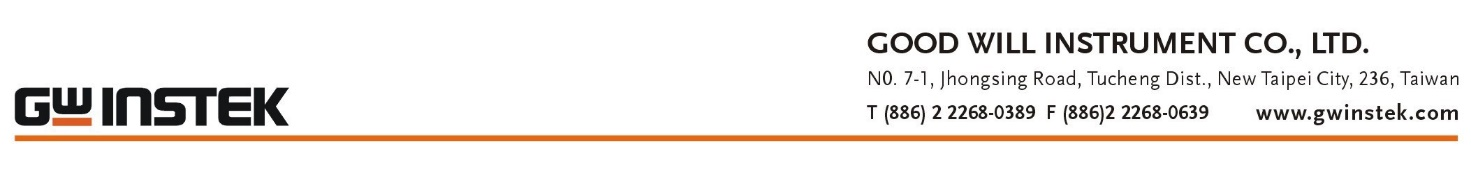 GW INSTEK
GOOD WILL INSTRUMENT CO., LTD.
N0. 7-1, Jhongsing Road, Tucheng Dist., New Taipei City, 236, Taiwan
T (886) 2 2268-0389 F (886)2 2268-0639 www.gwinstek.com